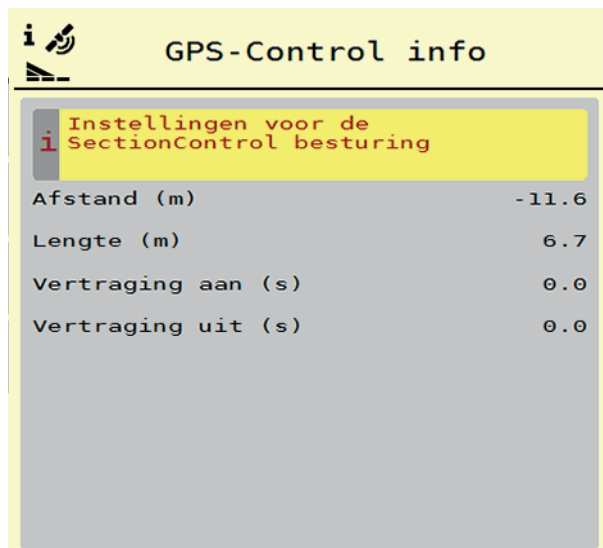 i
GPS-Control info
i Instellingen voor de
SectionControl besturing
Afstand (m) -11.6
Lengte (m) 6.7
Vertraging aan (s) 0.0
Vertraging uit (s) 0.0